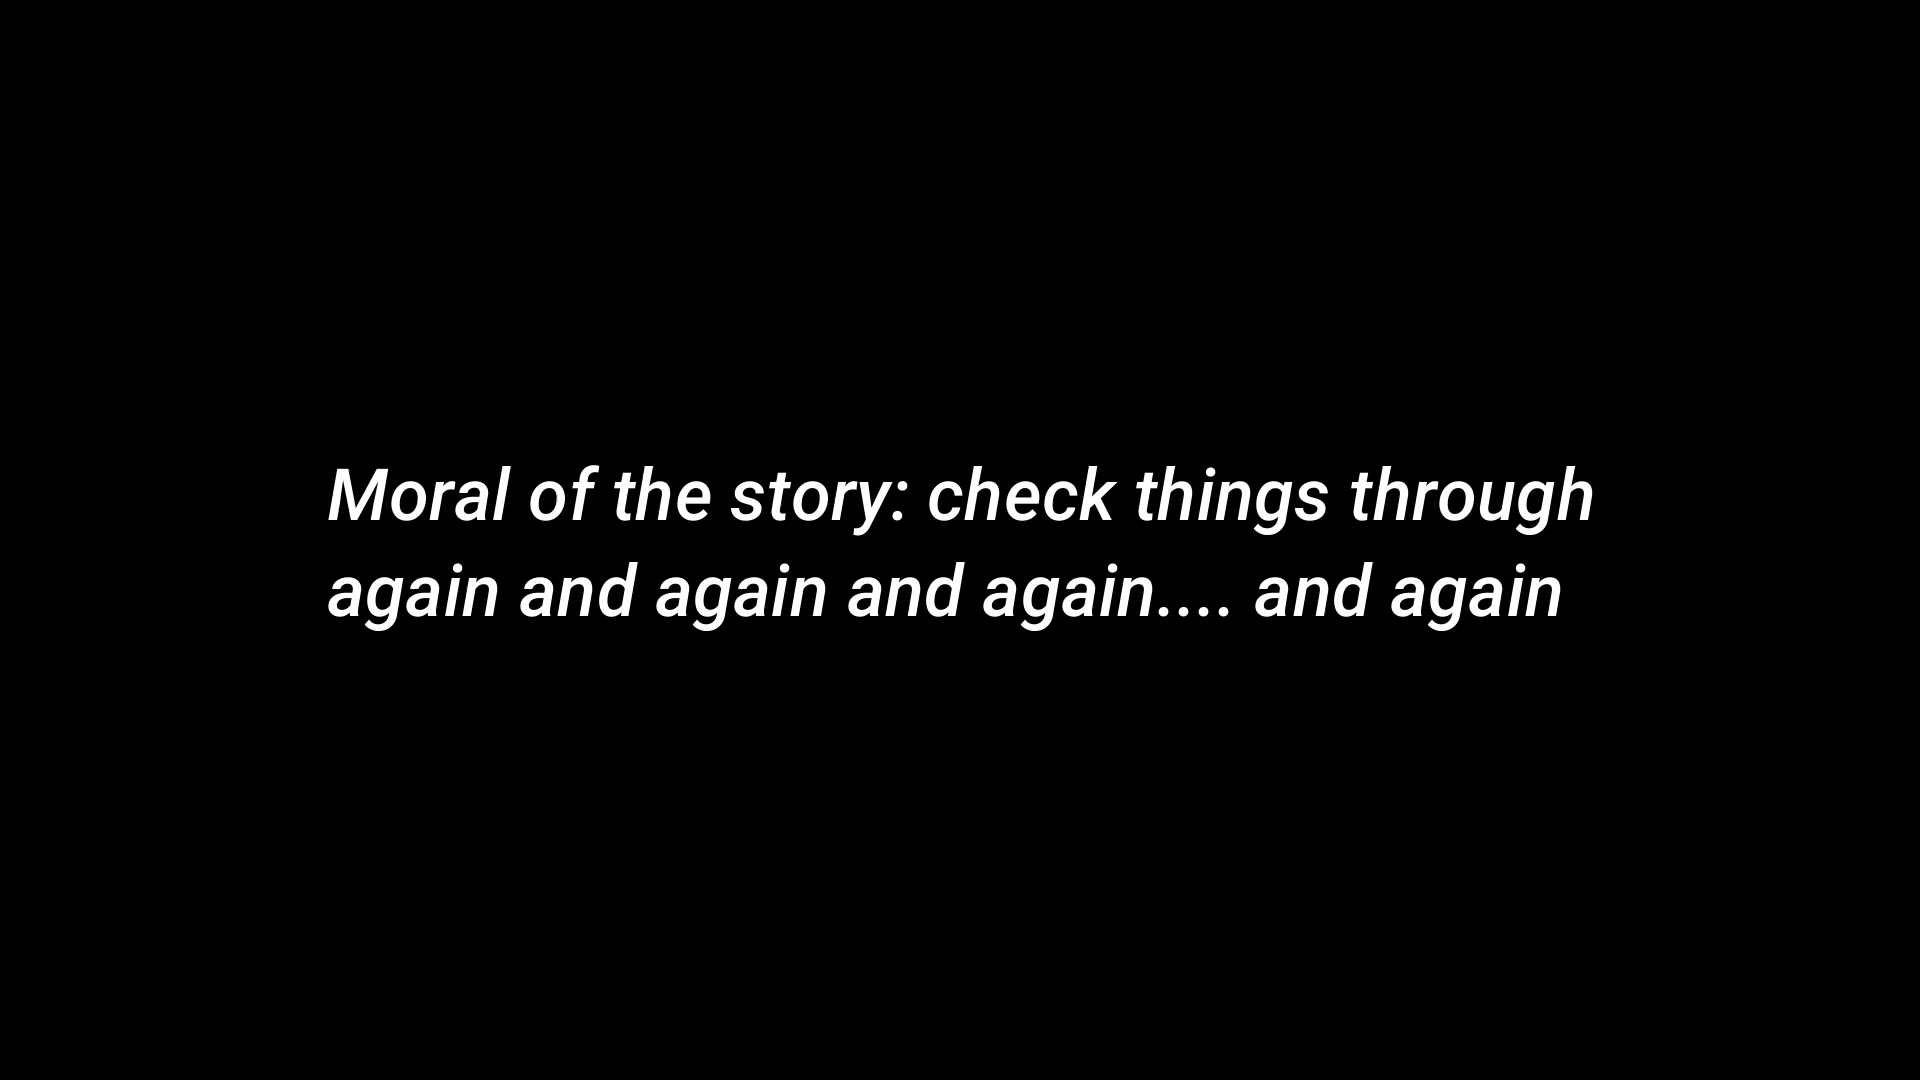 Moral of the story: check things through
again and again and again.... and again